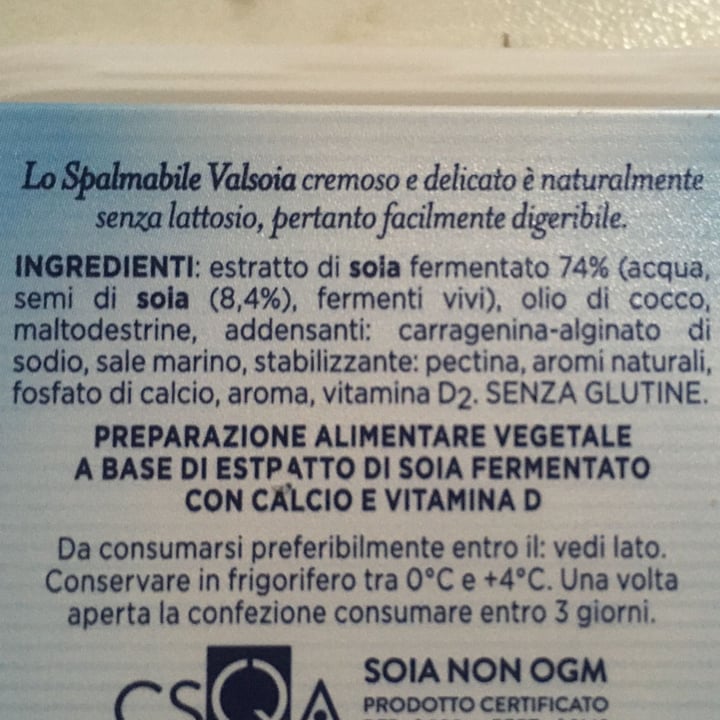 Lo Spalmabile Valsoia cremoso e delicato è naturalmente
senza lattosio, pertanto facilmente digeribile.
INGREDIENTI: estratto di soia fermentato 74% (acqua,
semi di soia (8,4%), fermenti vivi), olio di cocco,
maltodestrine, addensanti: carragenina-alginato di
sodio, sale marino, stabilizzante: pectina, aromi naturali,
fosfato di calcio, aroma, vitamina D2. SENZA GLUTINE.
PREPARAZIONE ALIMENTARE VEGETALE
A BASE DI ESTRATTO DI SOIA FERMENTATO
CON CALCIO E VITAMINA D
Da consumarsi preferibilmente entro il: vedi lato.
Conservare in frigorifero tra 0°C e +4°C. Una volta
aperta la confezione consumare entro 3 giorni.
CSQA
SOIA NON OGM
PRODOTTO CERTIFICATO